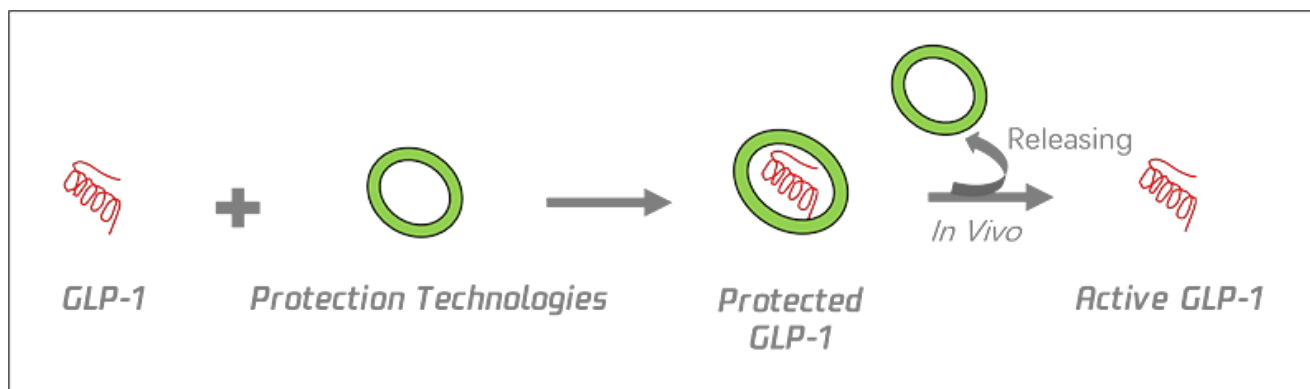 Releasing
In Vivo
GLP-1
Protection Technologies
Protected
GLP-1
Active GLP-1